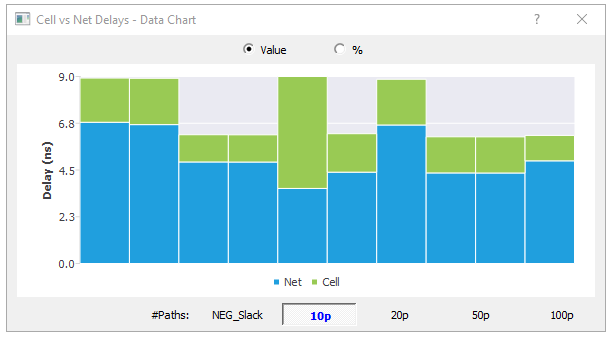 Cell vs Net Delays - Data Chart ?
Value %
9.0
6.8
4.5
2.3
0.0
Delay (ns)
Net Cell
#Paths: NEG_Slack 10p 20p 50p 100p